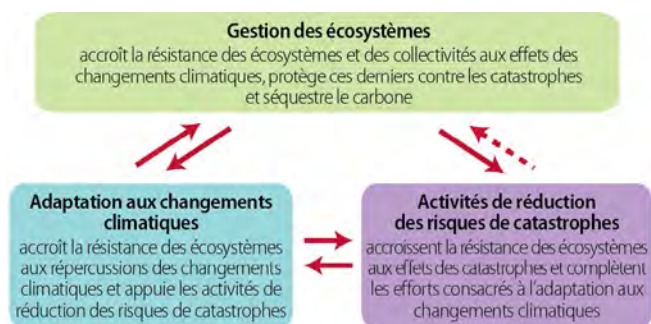 Gestion des écosystèmes
accroît la résistance des écosystèmes et des collectivités aux effets des
changements climatiques, protège ces derniers contre les catastrophes
et séquestre le carbone
Adaptation aux changements
climatiques
accroît la résistance des écosystèmes
aux répercussions des changements
climatiques et appuie les activités de
réduction des risques de catastrophes
Activités de réduction
des risques de catastrophes
accroissent la résistance des écosystèmes
aux effets des catastrophes et complètent
les efforts consacrés à l'adaptation aux
changements climatiques